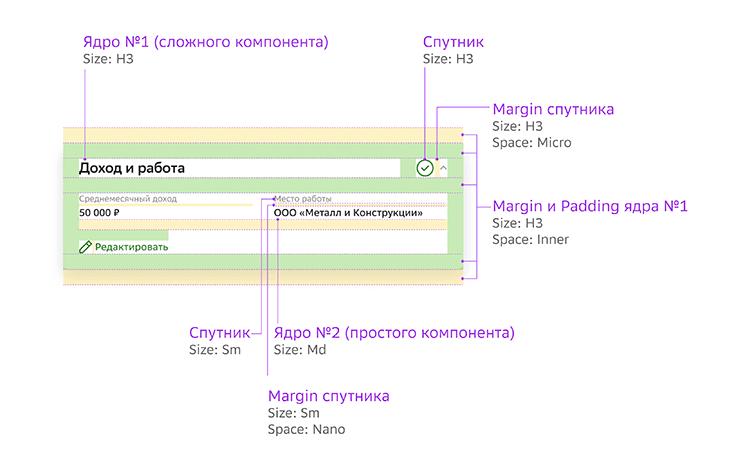 Ядро №1 (сложного компонента)
Size: H3
Спутник
Size: H3
Margin спутника
Size: H3
Space: Micro
Доход и работа
Среднемесячный доход
50 000 ₽
Место работы
ООО «Металл и Конструкции»
Margin и Padding ядра №1
Size: H3
Space: Inner
Редактировать
Спутник
Size: Sm
Ядро №2 (простого компонента)
Size: Md
Margin спутника
Size: Sm
Space: Nano